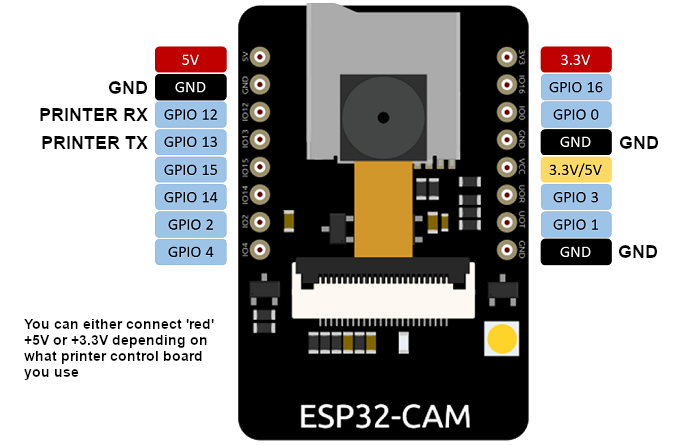 5V
GND GND
PRINTER RX GPIO 12
PRINTER TX GPIO 13
GPIO 15
GPIO 14
GPIO 2
GPIO 4
5V
GND
IO12
IO13
IO15
IO14
IO2
IO4
3V3
IO16
IO0
GND
VCC
UOR
UOT
GND
3.3V
GPIO 16
GPIO 0
GND GND
3.3V/5V
GPIO 3
GPIO 1
GND GND
You can either connect 'red'
+5V or +3.3V depending on
what printer control board
you use
ESP32-CAM